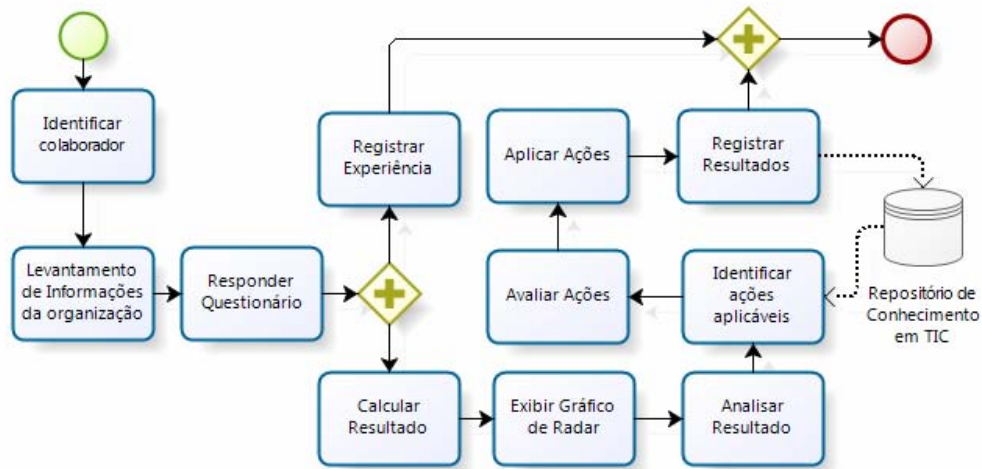 Identificar
colaborador
Levantamento
de Informações
da organização
Responder
Questionário
Registrar
Experiência
Calcular
Resultado
Exibir Gráfico
de Radar
Analisar
Resultado
Identificar
ações
aplicáveis
Avaliar Ações
Aplicar Ações
Registrar
Resultados
Repositório de
Conhecimento
em TIC